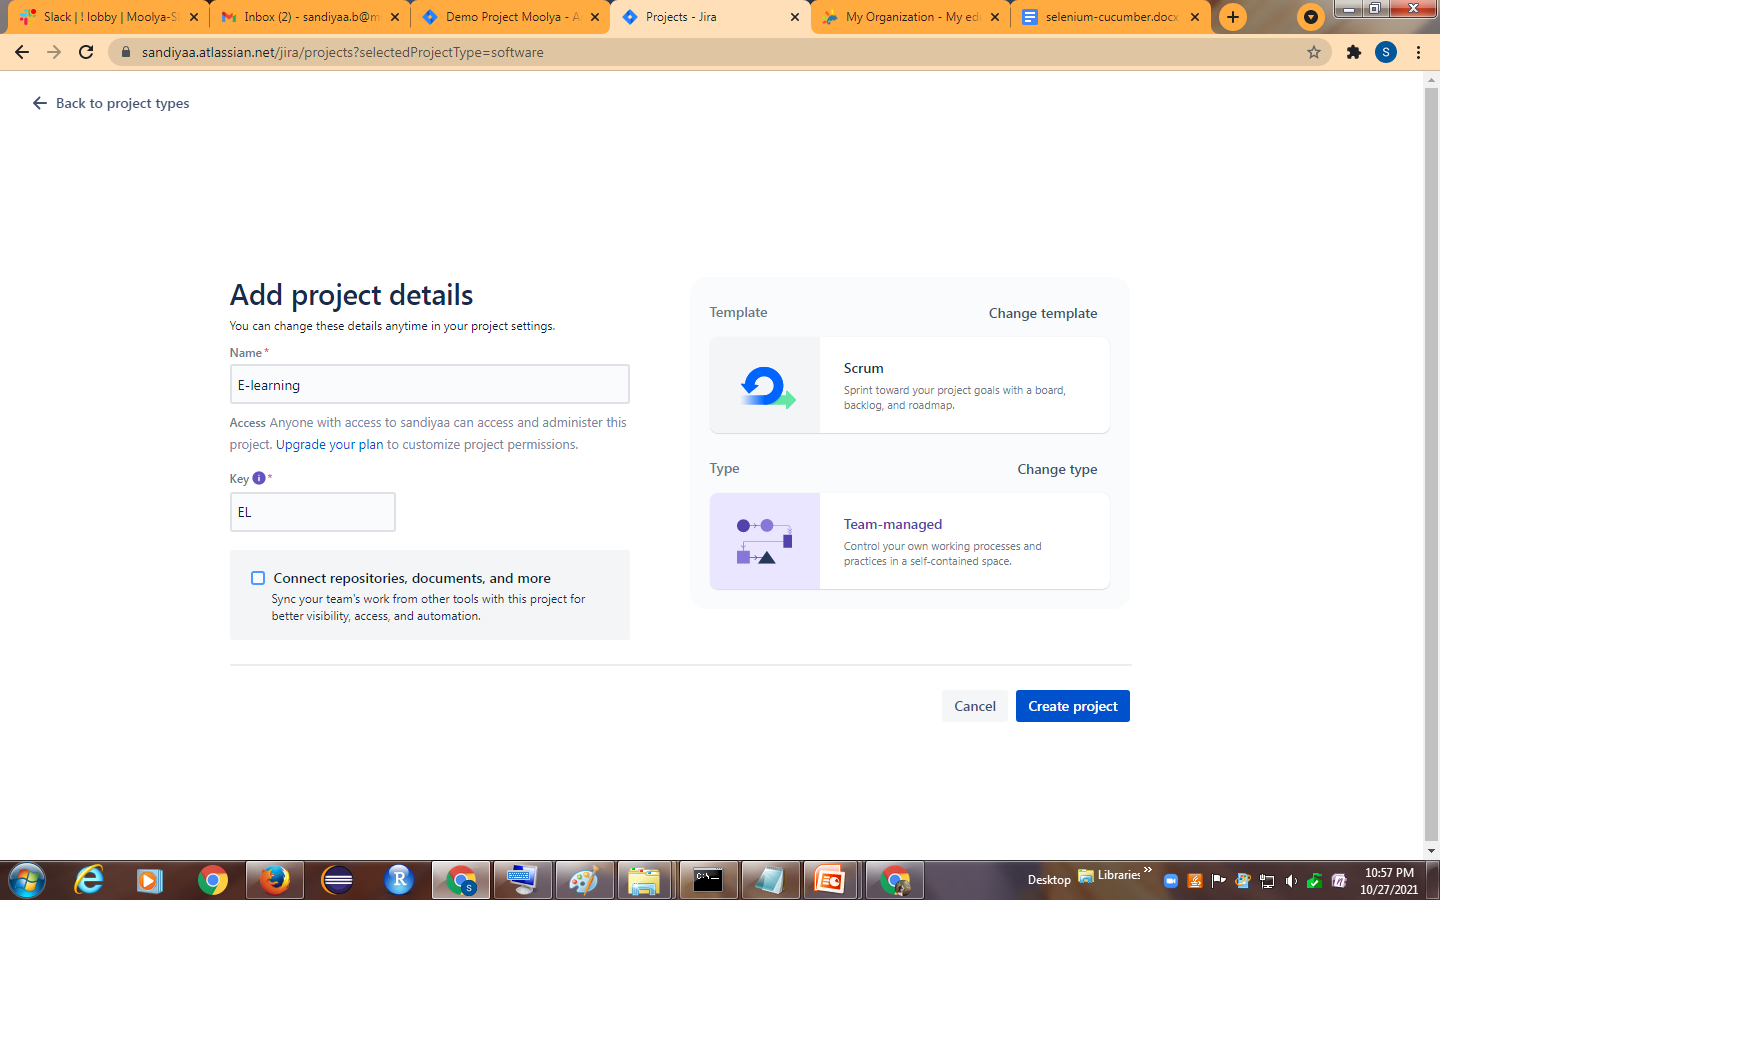 Slack | ! lobby | Moolya-S
Inbox (2) - sandiyaa.b@m
Demo Project Moolya - A
Projects - Jira
My Organization - My ed
selenium-cucumber.docx
S
sandiyaa.atlassian.net/jira/projects?selectedProjectType=software
Back to project types
Add project details
You can change these details anytime in your project settings.
Name *
E-learning
Access Anyone with access to sandiyaa can access and administer this
project. Upgrade your plan to customize project permissions.
Key i *
EL
Connect repositories, documents, and more
Sync your team's work from other tools with this project for
better visibility, access, and automation.
Template
Change template
Scrum
Sprint toward your project goals with a board,
backlog, and roadmap.
Type
Change type
Team-managed
Control your own working processes and
practices in a self-contained space.
Cancel
Create project
R
S
C:\
Desktop
Libraries
»
10:57 PM
10/27/2021